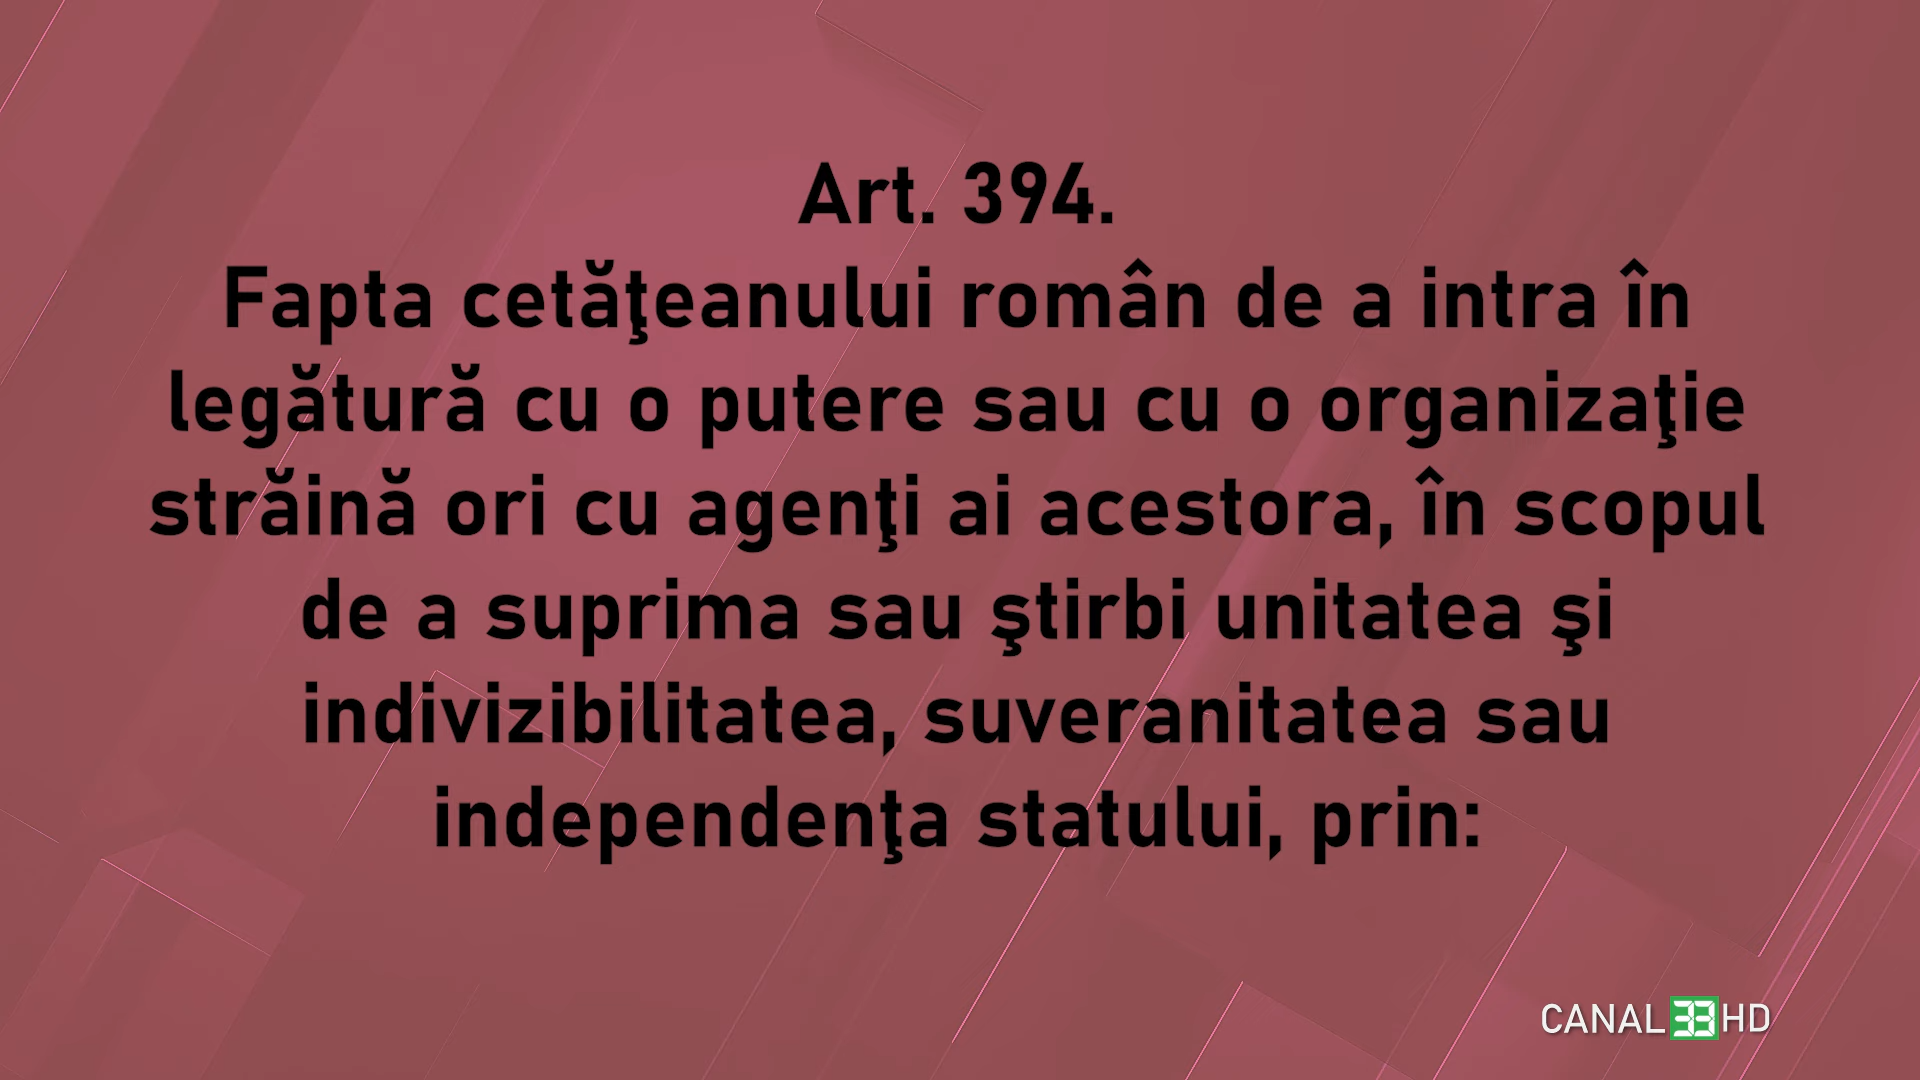 Art. 394.
Fapta cetăţeanului român de a intra în
legătură cu o putere sau cu o organizaţie
străină ori cu agenţi ai acestora, în scopul
de a suprima sau ştirbi unitatea şi
indivizibilitatea, suveranitatea sau
independenţa statului, prin:
CANAL 33 HD